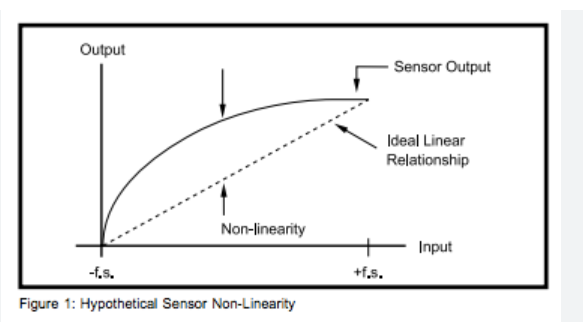 Output
Sensor Output
Ideal Linear
Relationship
Non-linearity
Input
-f.s.
+f.s.
Figure 1: Hypothetical Sensor Non-Linearity